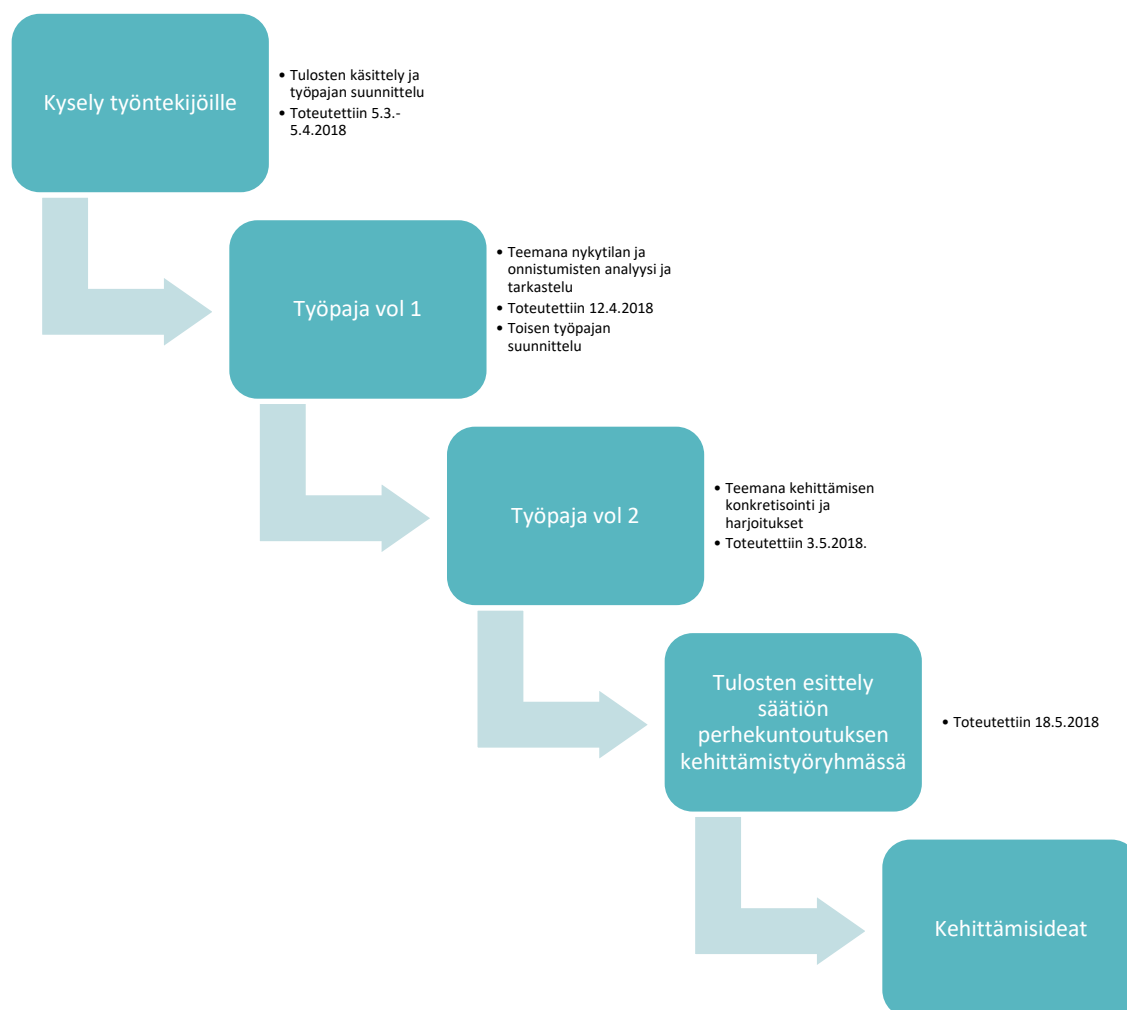 Kysely työntekijöille
• Tulosten käsittely ja
työpajan suunnittelu
• Toteutettiin 5.3.-
5.4.2018
Työpaja vol 1
• Teemana nykytilan ja
onnistumisten analyysi ja
tarkastelu
• Toteutettiin 12.4.2018
• Toisen työpajan
suunnittelu
Työpaja vol 2
• Teemana kehittämisen
konkretisointi ja
harjoitukset
• Toteutettiin 3.5.2018.
Tulosten esittely
säätiön
perhekuntoutuksen
kehittämistyöryhmässä
• Toteutettiin 18.5.2018
Kehittämisideat